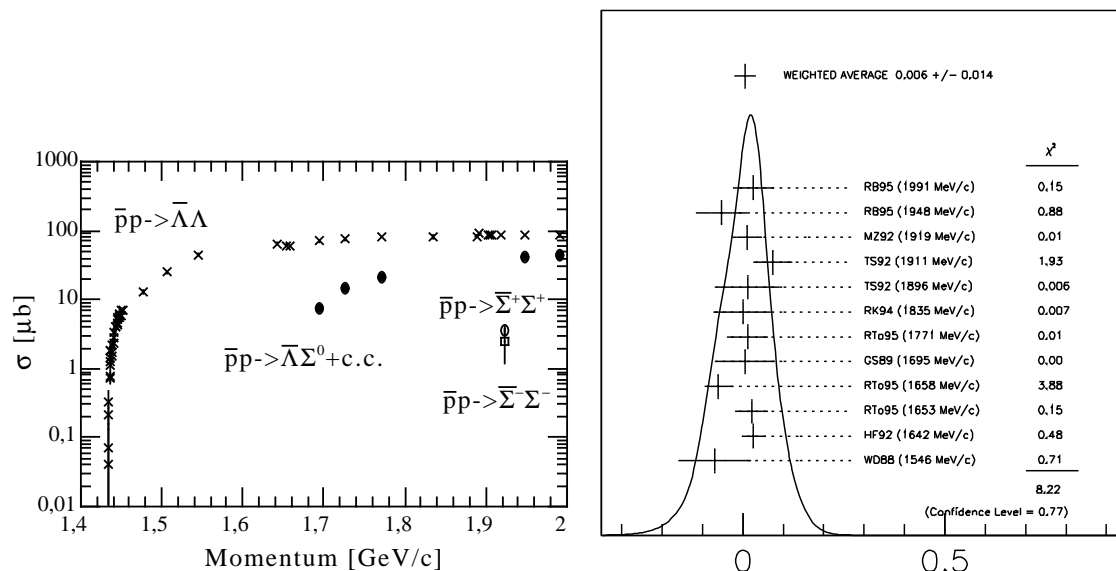 1000
100
10
1
0,1
0,01
σ [μb]
p̅p->Λ̅Λ
p̅p->Σ̅⁺Σ⁺
p̅p->Λ̅Σ⁰+c.c.
p̅p->Σ̅⁻Σ⁻
1,4 1,5 1,6 1,7 1,8 1,9 2
Momentum [GeV/c]
WEIGHTED AVERAGE 0.006 +/- 0.014
χ²
RB95 (1991 MeV/c) 0.15
RB95 (1948 MeV/c) 0.88
MZ92 (1919 MeV/c) 0.01
TS92 (1911 MeV/c) 1.93
TS92 (1896 MeV/c) 0.006
RK94 (1835 MeV/c) 0.007
RTo95 (1771 MeV/c) 0.01
GS89 (1695 MeV/c) 0.00
RTo95 (1658 MeV/c) 3.88
RTo95 (1653 MeV/c) 0.15
HF92 (1642 MeV/c) 0.48
WD88 (1546 MeV/c) 0.71
8.22
(Confidence Level = 0.77)
0 0.5